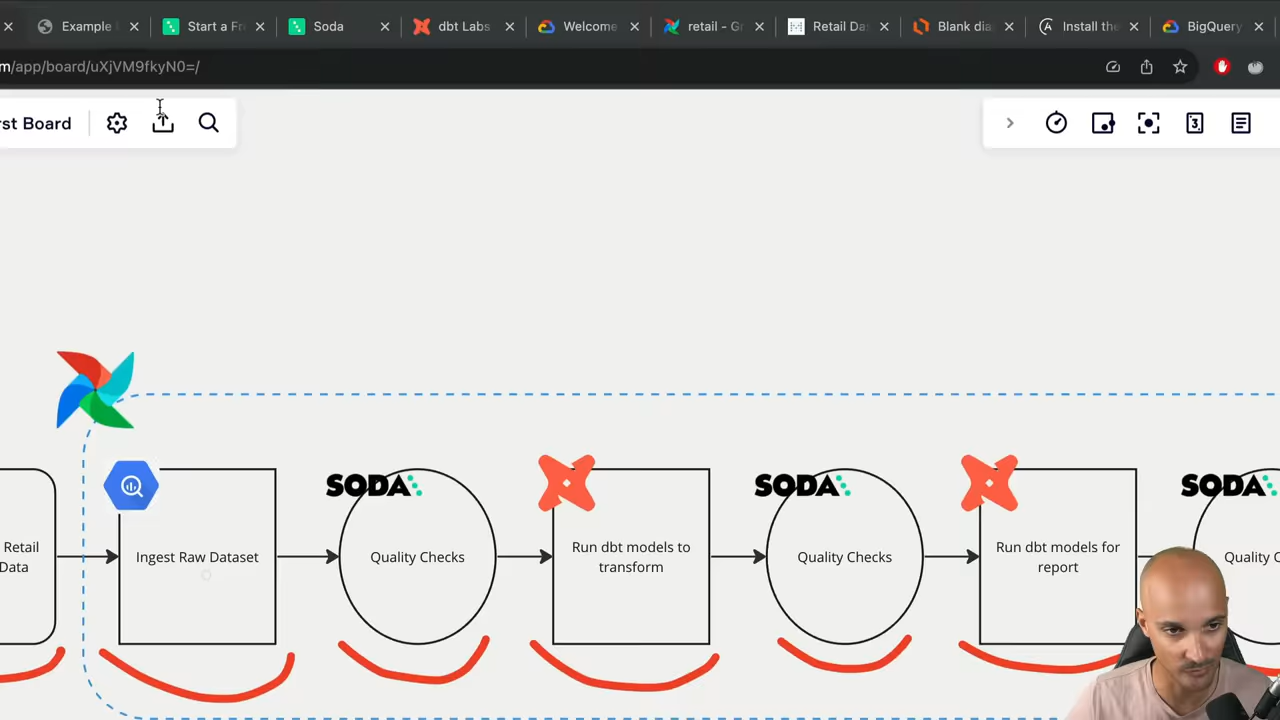 Example
Start a Fr
Soda
dbt Labs
Welcome
retail - Gr
Retail Da
Blank dia
Install the
BigQuery
m/app/board/uXjVM9fkyN0=/
rst Board
3
Retail
Data
Ingest Raw Dataset
SODA
Quality Checks
Run dbt models to
transform
SODA
Quality Checks
Run dbt models for
report
SODA
Quality C